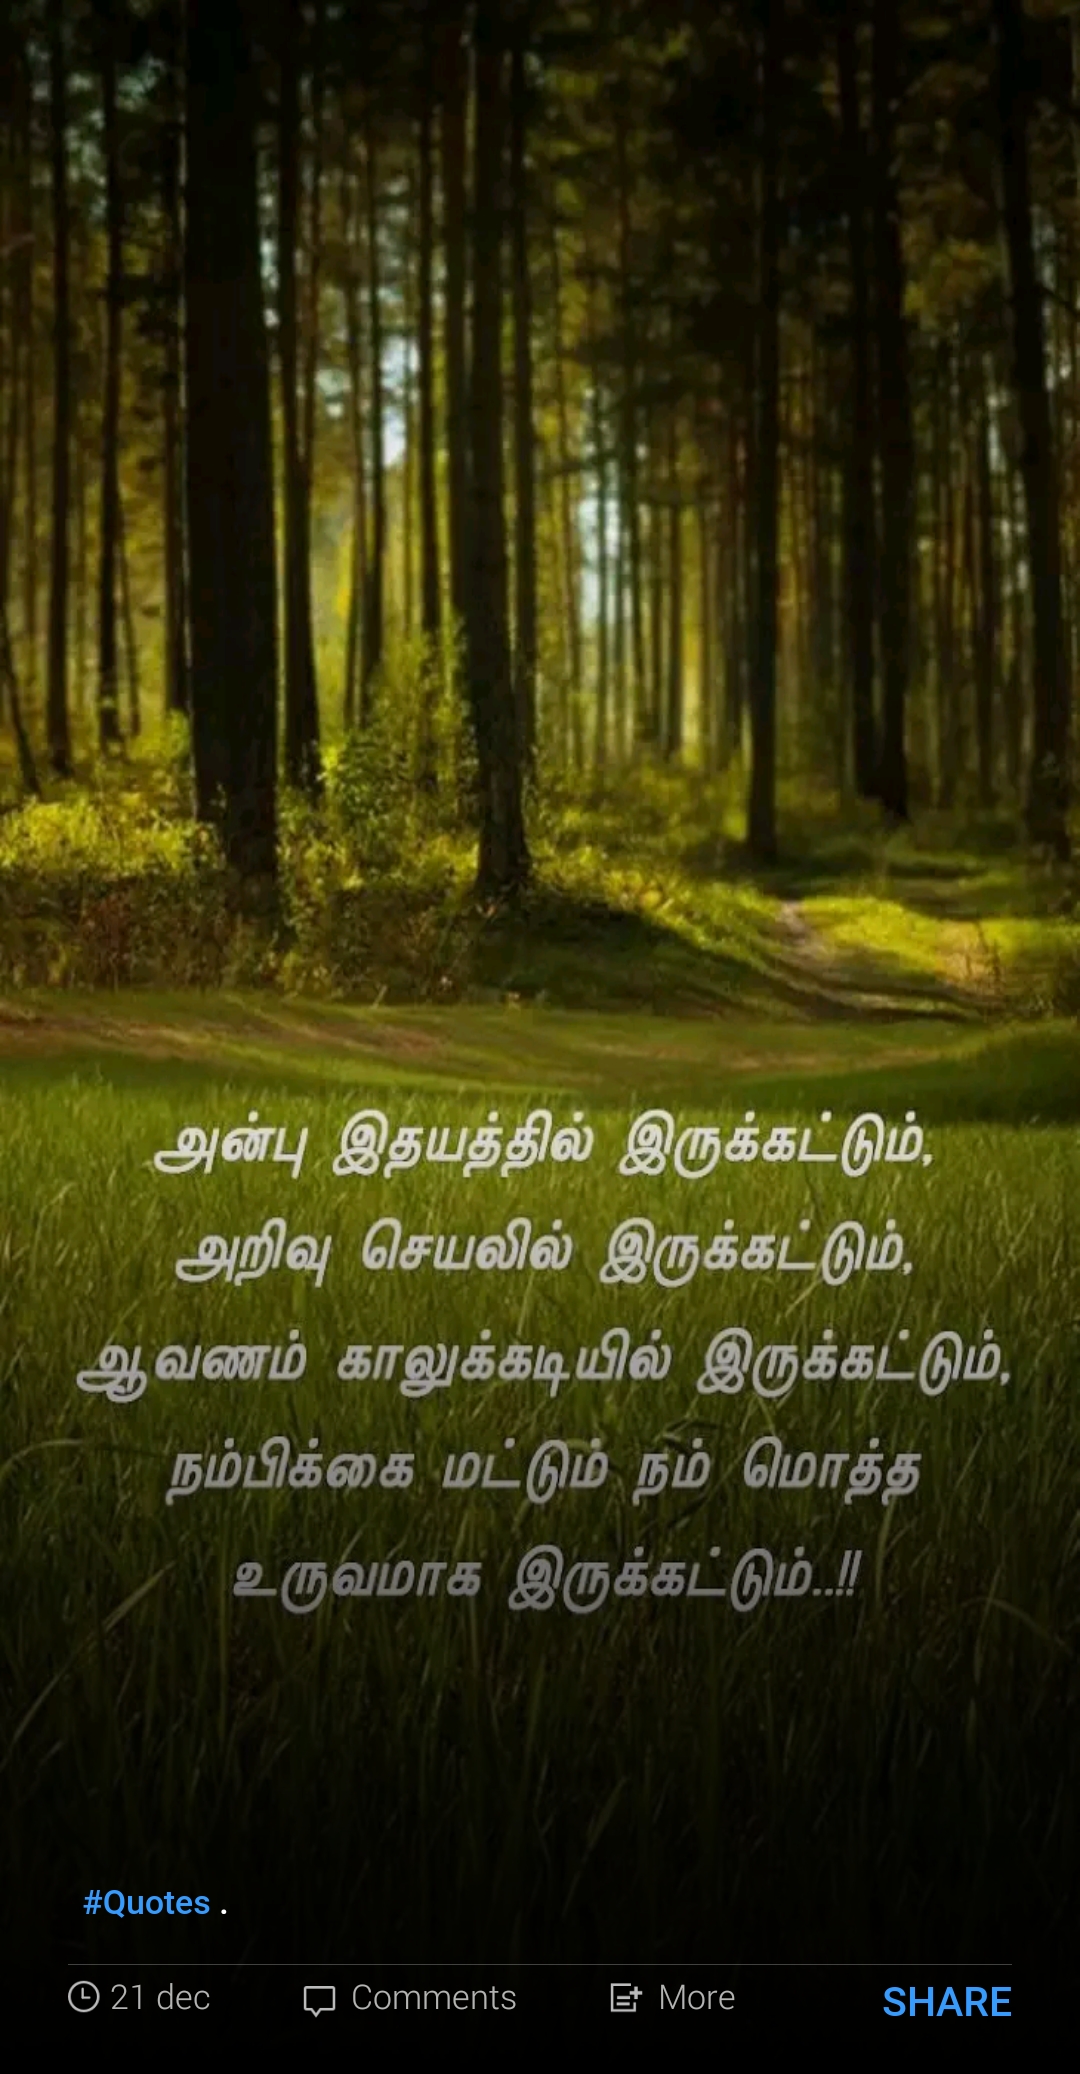 அன்பு இதயத்தில் இருக்கட்டும்,
அறிவு செயலில் இருக்கட்டும்,
ஆவணம் காலுக்கடியில் இருக்கட்டும்,
நம்பிக்கை மட்டும் நம் மொத்த
உருவமாக இருக்கட்டும்..!!
#Quotes .
21 dec Comments More SHARE